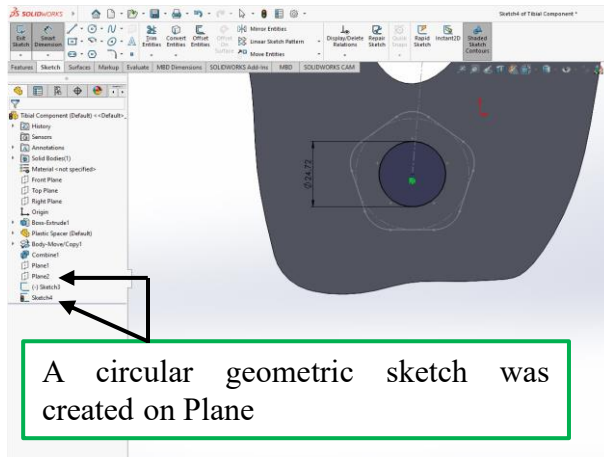 SOLIDWORKS
Sketch4 of Tibial Component *
Exit Sketch
Smart Dimension
Trim Entities
Convert Entities
Offset Entities
Offset On Surface
Mirror Entities
Linear Sketch Pattern
Move Entities
Display/Delete Relations
Repair Sketch
Quick Snaps
Rapid Sketch
Instant2D
Shaded Sketch Contours
Features Sketch Surfaces Markup Evaluate MBD Dimensions SOLIDWORKS Add-Ins MBD SOLIDWORKS CAM
Tibial Component (Default) <<Default>_
History
Sensors
Annotations
Solid Bodies(1)
Material <not specified>
Front Plane
Top Plane
Right Plane
Origin
Boss-Extrude1
Plastic Spacer (Default)
Body-Move/Copy1
Combine1
Plane1
Plane2
(-) Sketch3
Sketch4
Ø24.72
A circular geometric sketch was
created on Plane